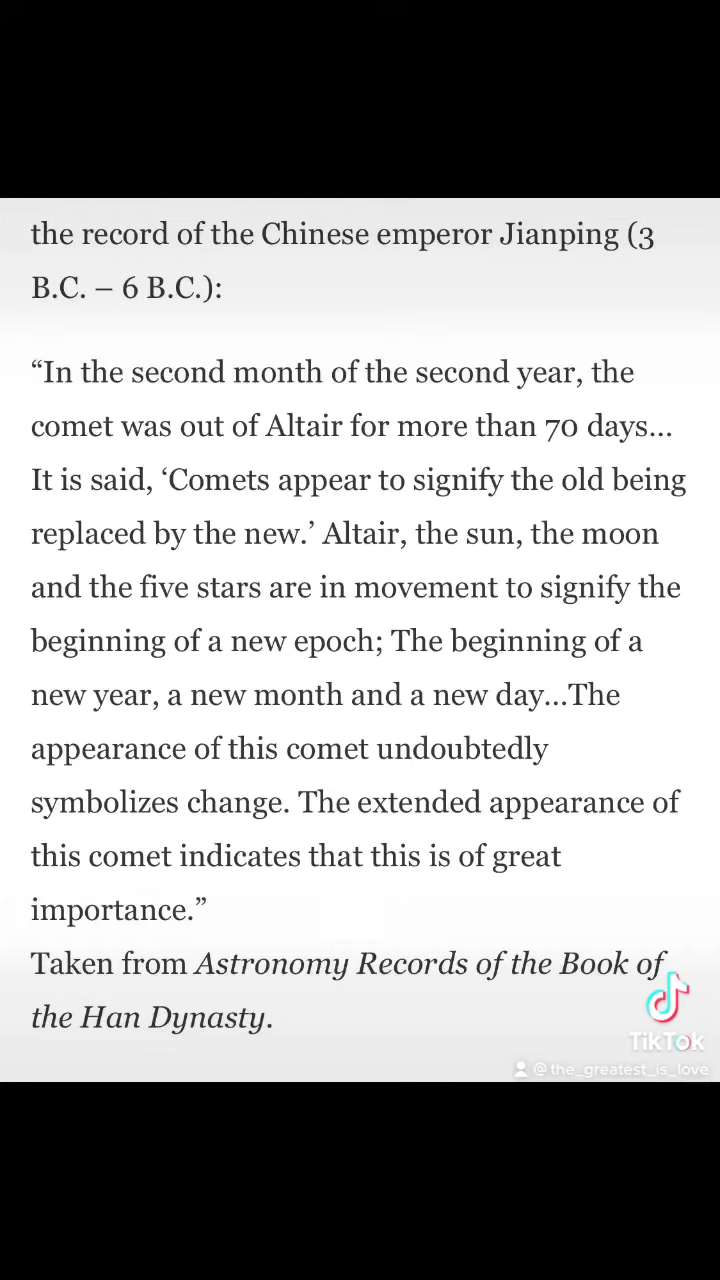 the record of the Chinese emperor Jianping (3
B.C. – 6 B.C.):
“In the second month of the second year, the
comet was out of Altair for more than 70 days...
It is said, ‘Comets appear to signify the old being
replaced by the new.’ Altair, the sun, the moon
and the five stars are in movement to signify the
beginning of a new epoch; The beginning of a
new year, a new month and a new day...The
appearance of this comet undoubtedly
symbolizes change. The extended appearance of
this comet indicates that this is of great
importance.”
Taken from Astronomy Records of the Book of
the Han Dynasty.
TikTok
@the_greatest_is_love